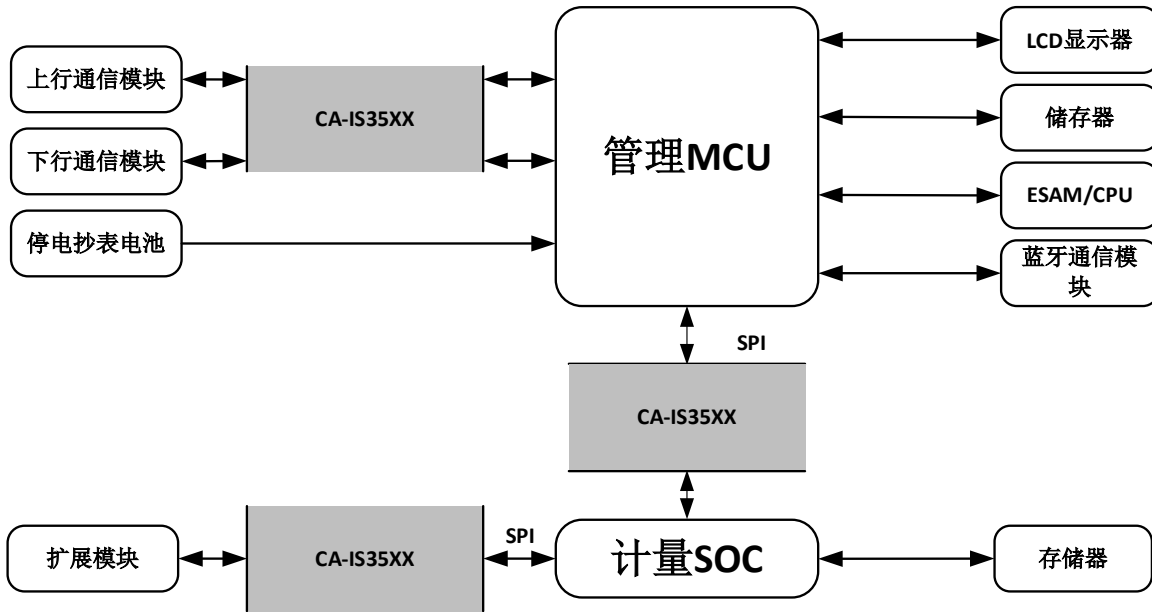 LCD显示器
上行通信模块
CA-IS35XX
储存器
管理MCU
下行通信模块
ESAM/CPU
停电抄表电池
蓝牙通信模
块
SPI
CA-IS35XX
SPI
扩展模块
CA-IS35XX
计量SOC
存储器